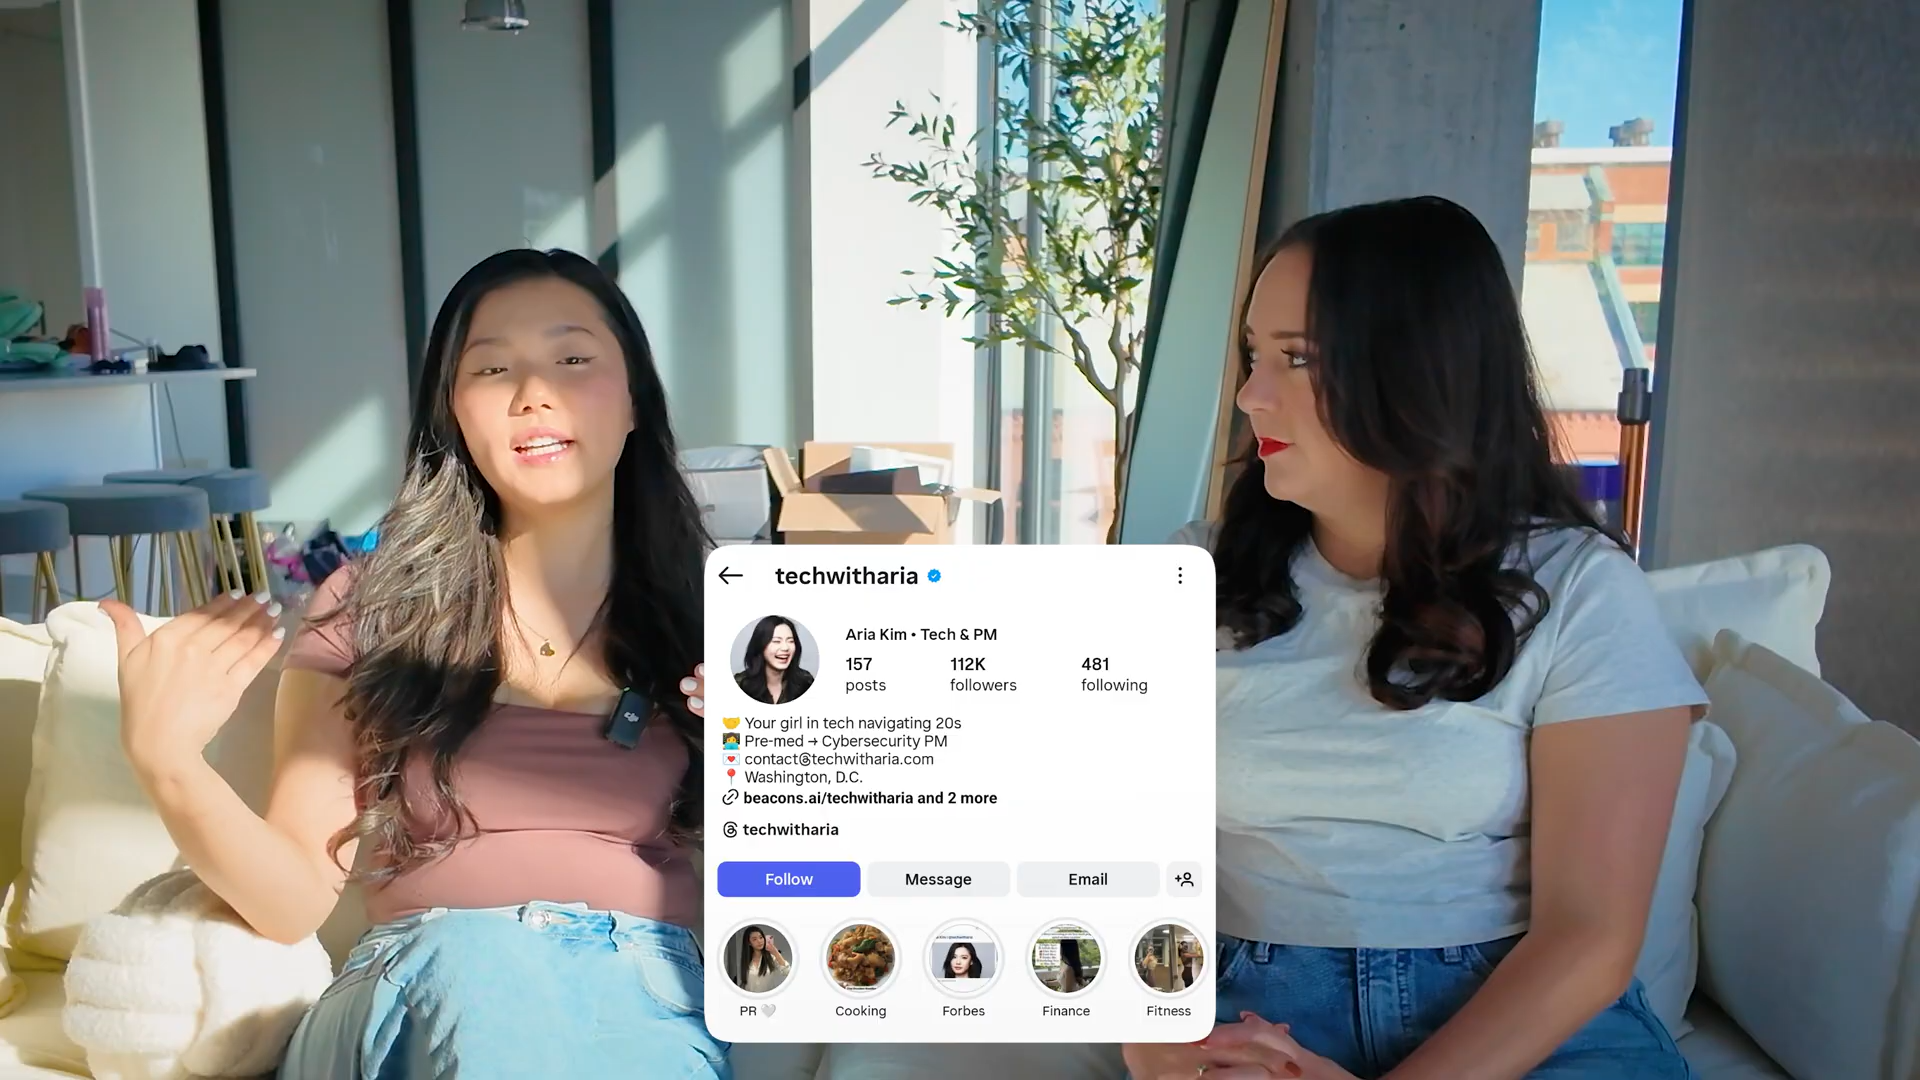 techwitharia
Aria Kim • Tech & PM
157 112K 481
posts followers following
🤝 Your girl in tech navigating 20s
👩‍💻 Pre-med → Cybersecurity PM
💌 contact@techwitharia.com
📍 Washington, D.C.
beacons.ai/techwitharia and 2 more
techwitharia
Follow Message Email
PR 🤍 Cooking Forbes Finance Fitness